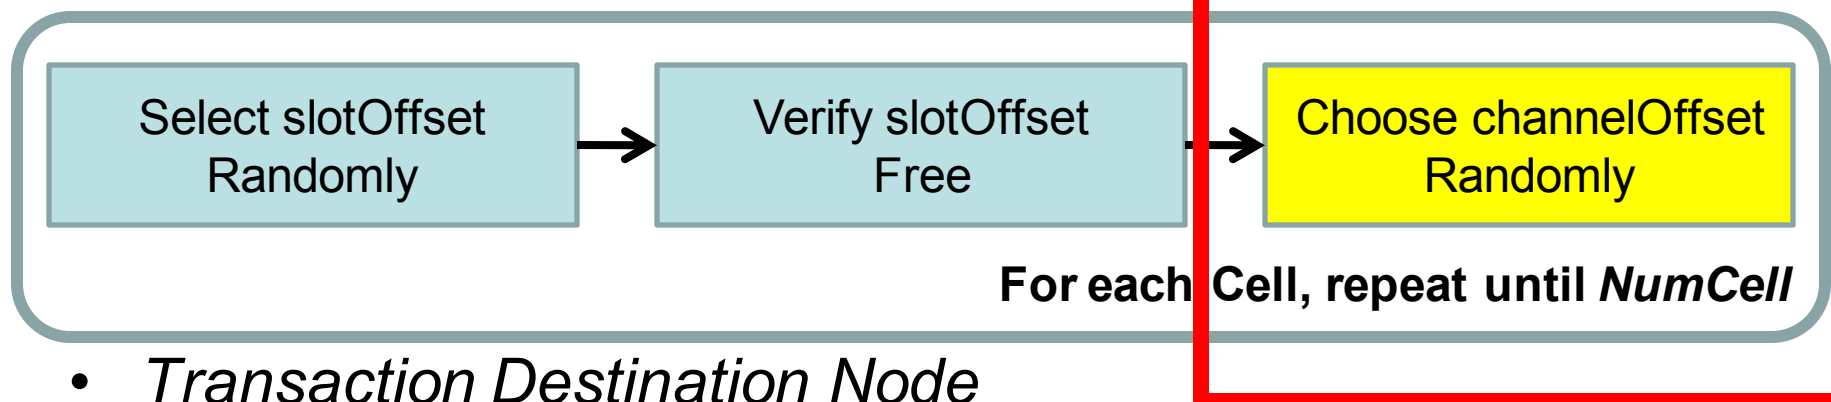 Select slotOffset
Randomly
Verify slotOffset
Free
Choose channelOffset
Randomly
For each Cell, repeat until NumCell
• Transaction Destination Node